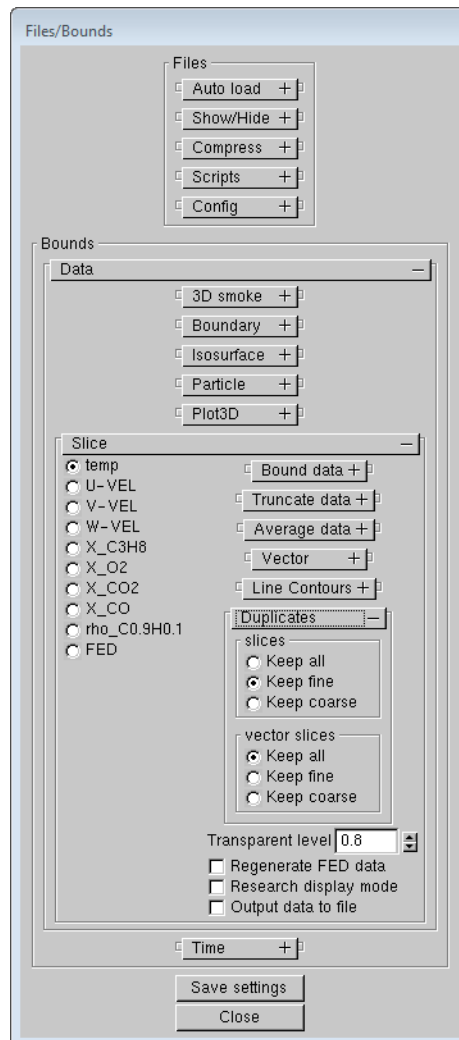 Files/Bounds
Files
Auto load +
Show/Hide +
Compress +
Scripts +
Config +
Bounds
Data −
3D smoke +
Boundary +
Isosurface +
Particle +
Plot3D +
Slice −
temp
U-VEL
V-VEL
W-VEL
X_C3H8
X_O2
X_CO2
X_CO
rho_C0.9H0.1
FED
Bound data +
Truncate data +
Average data +
Vector +
Line Contours +
Duplicates −
slices
Keep all
Keep fine
Keep coarse
vector slices
Keep all
Keep fine
Keep coarse
Transparent level 0.8
Regenerate FED data
Research display mode
Output data to file
Time +
Save settings
Close